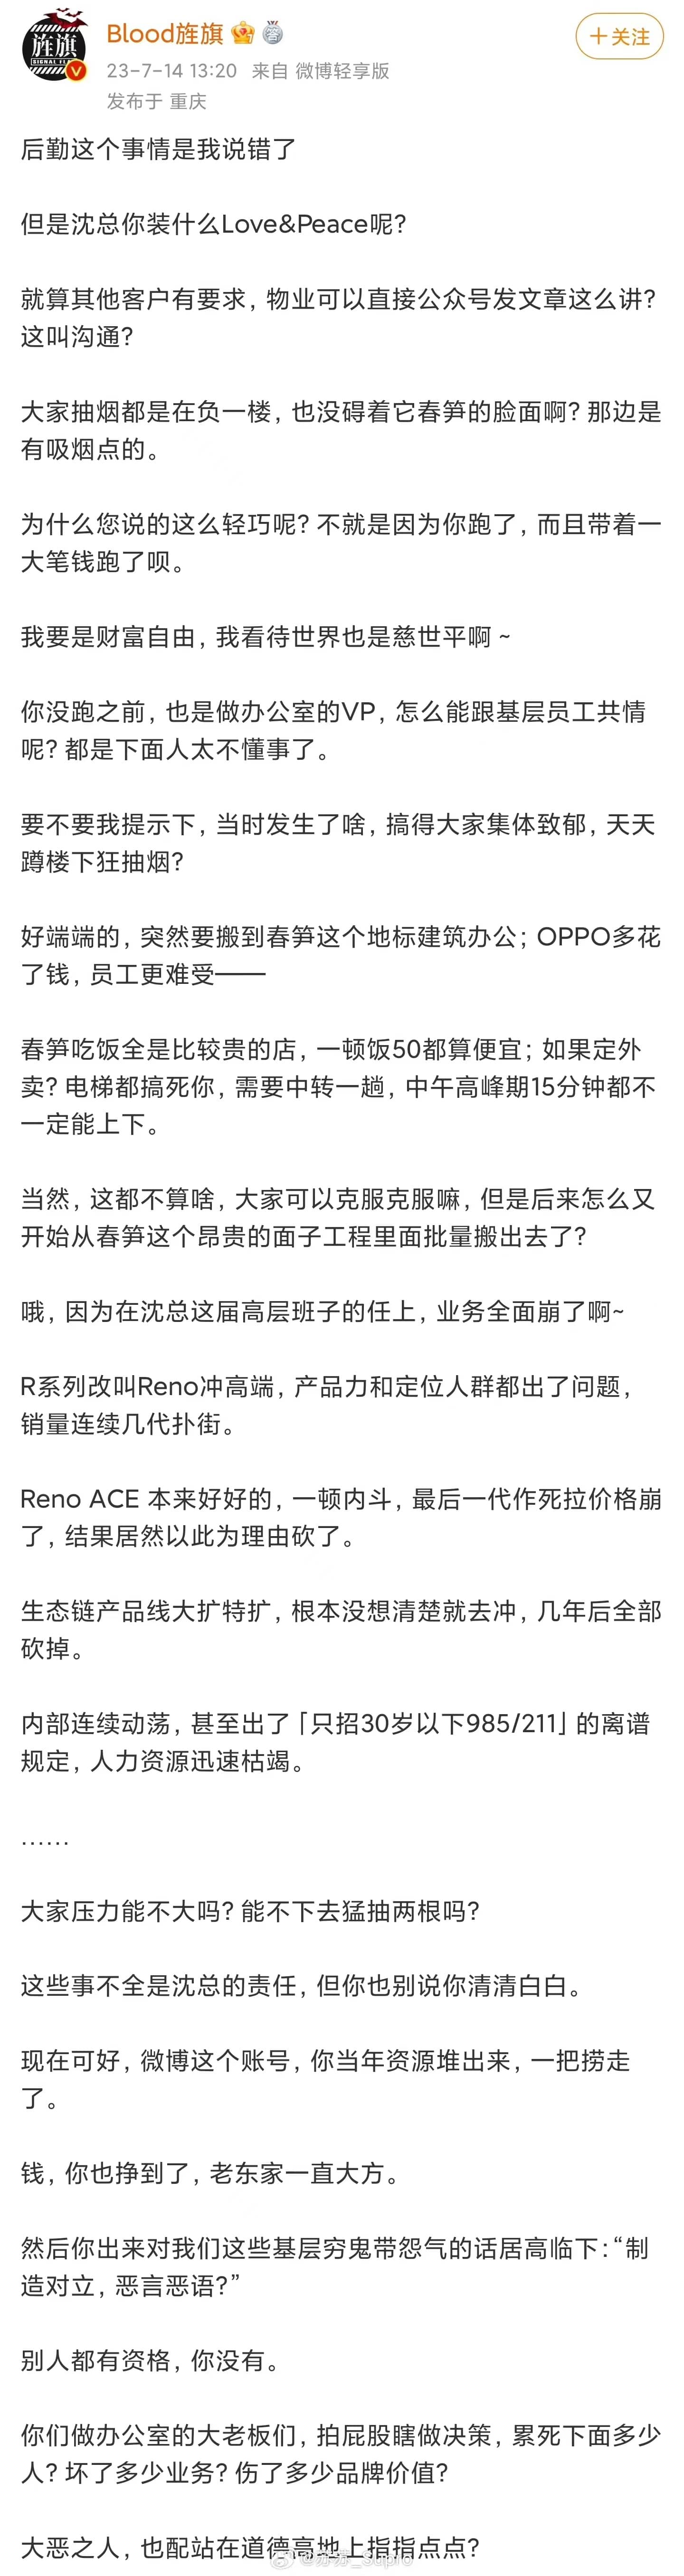 旌旗
SIGNAL FL
Blood旌旗
答
+关注
23-7-14 13:20 来自 微博轻享版
发布于 重庆
后勤这个事情是我说错了
但是沈总你装什么Love&Peace呢？
就算其他客户有要求，物业可以直接公众号发文章这么讲？
这叫沟通？
大家抽烟都是在负一楼，也没碍着它春笋的脸面啊？那边是
有吸烟点的。
为什么您说的这么轻巧呢？不就是因为你跑了，而且带着一
大笔钱跑了呗。
我要是财富自由，我看待世界也是慈世平啊～
你没跑之前，也是做办公室的VP，怎么能跟基层员工共情
呢？都是下面人太不懂事了。
要不要我提示下，当时发生了啥，搞得大家集体致郁，天天
蹲楼下狂抽烟？
好端端的，突然要搬到春笋这个地标建筑办公；OPPO多花
了钱，员工更难受——
春笋吃饭全是比较贵的店，一顿饭50都算便宜；如果定外
卖？电梯都搞死你，需要中转一趟，中午高峰期15分钟都不
一定能上下。
当然，这都不算啥，大家可以克服克服嘛，但是后来怎么又
开始从春笋这个昂贵的面子工程里面批量搬出去了？
哦，因为在沈总这届高层班子的任上，业务全面崩了啊~
R系列改叫Reno冲高端，产品力和定位人群都出了问题，
销量连续几代扑街。
Reno ACE 本来好好的，一顿内斗，最后一代作死拉价格崩
了，结果居然以此为理由砍了。
生态链产品线大扩特扩，根本没想清楚就去冲，几年后全部
砍掉。
内部连续动荡，甚至出了「只招30岁以下985/211」的离谱
规定，人力资源迅速枯竭。
……
大家压力能不大吗？能不下去猛抽两根吗？
这些事不全是沈总的责任，但你也别说你清清白白。
现在可好，微博这个账号，你当年资源堆出来，一把捞走
了。
钱，你也挣到了，老东家一直大方。
然后你出来对我们这些基层穷鬼带怨气的话居高临下：“制
造对立，恶言恶语？”
别人都有资格，你没有。
你们做办公室的大老板们，拍屁股瞎做决策，累死下面多少
人？坏了多少业务？伤了多少品牌价值？
大恶之人，也配站在道德高地上指指点点？